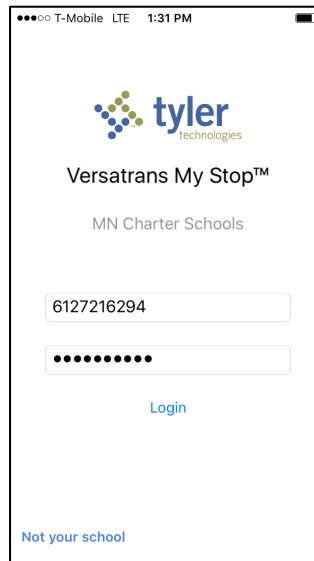 ●●●○○ T-Mobile LTE 1:31 PM
tyler
technologies
Versatrans My Stop™
MN Charter Schools
6127216294
●●●●●●●●●●
Login
Not your school